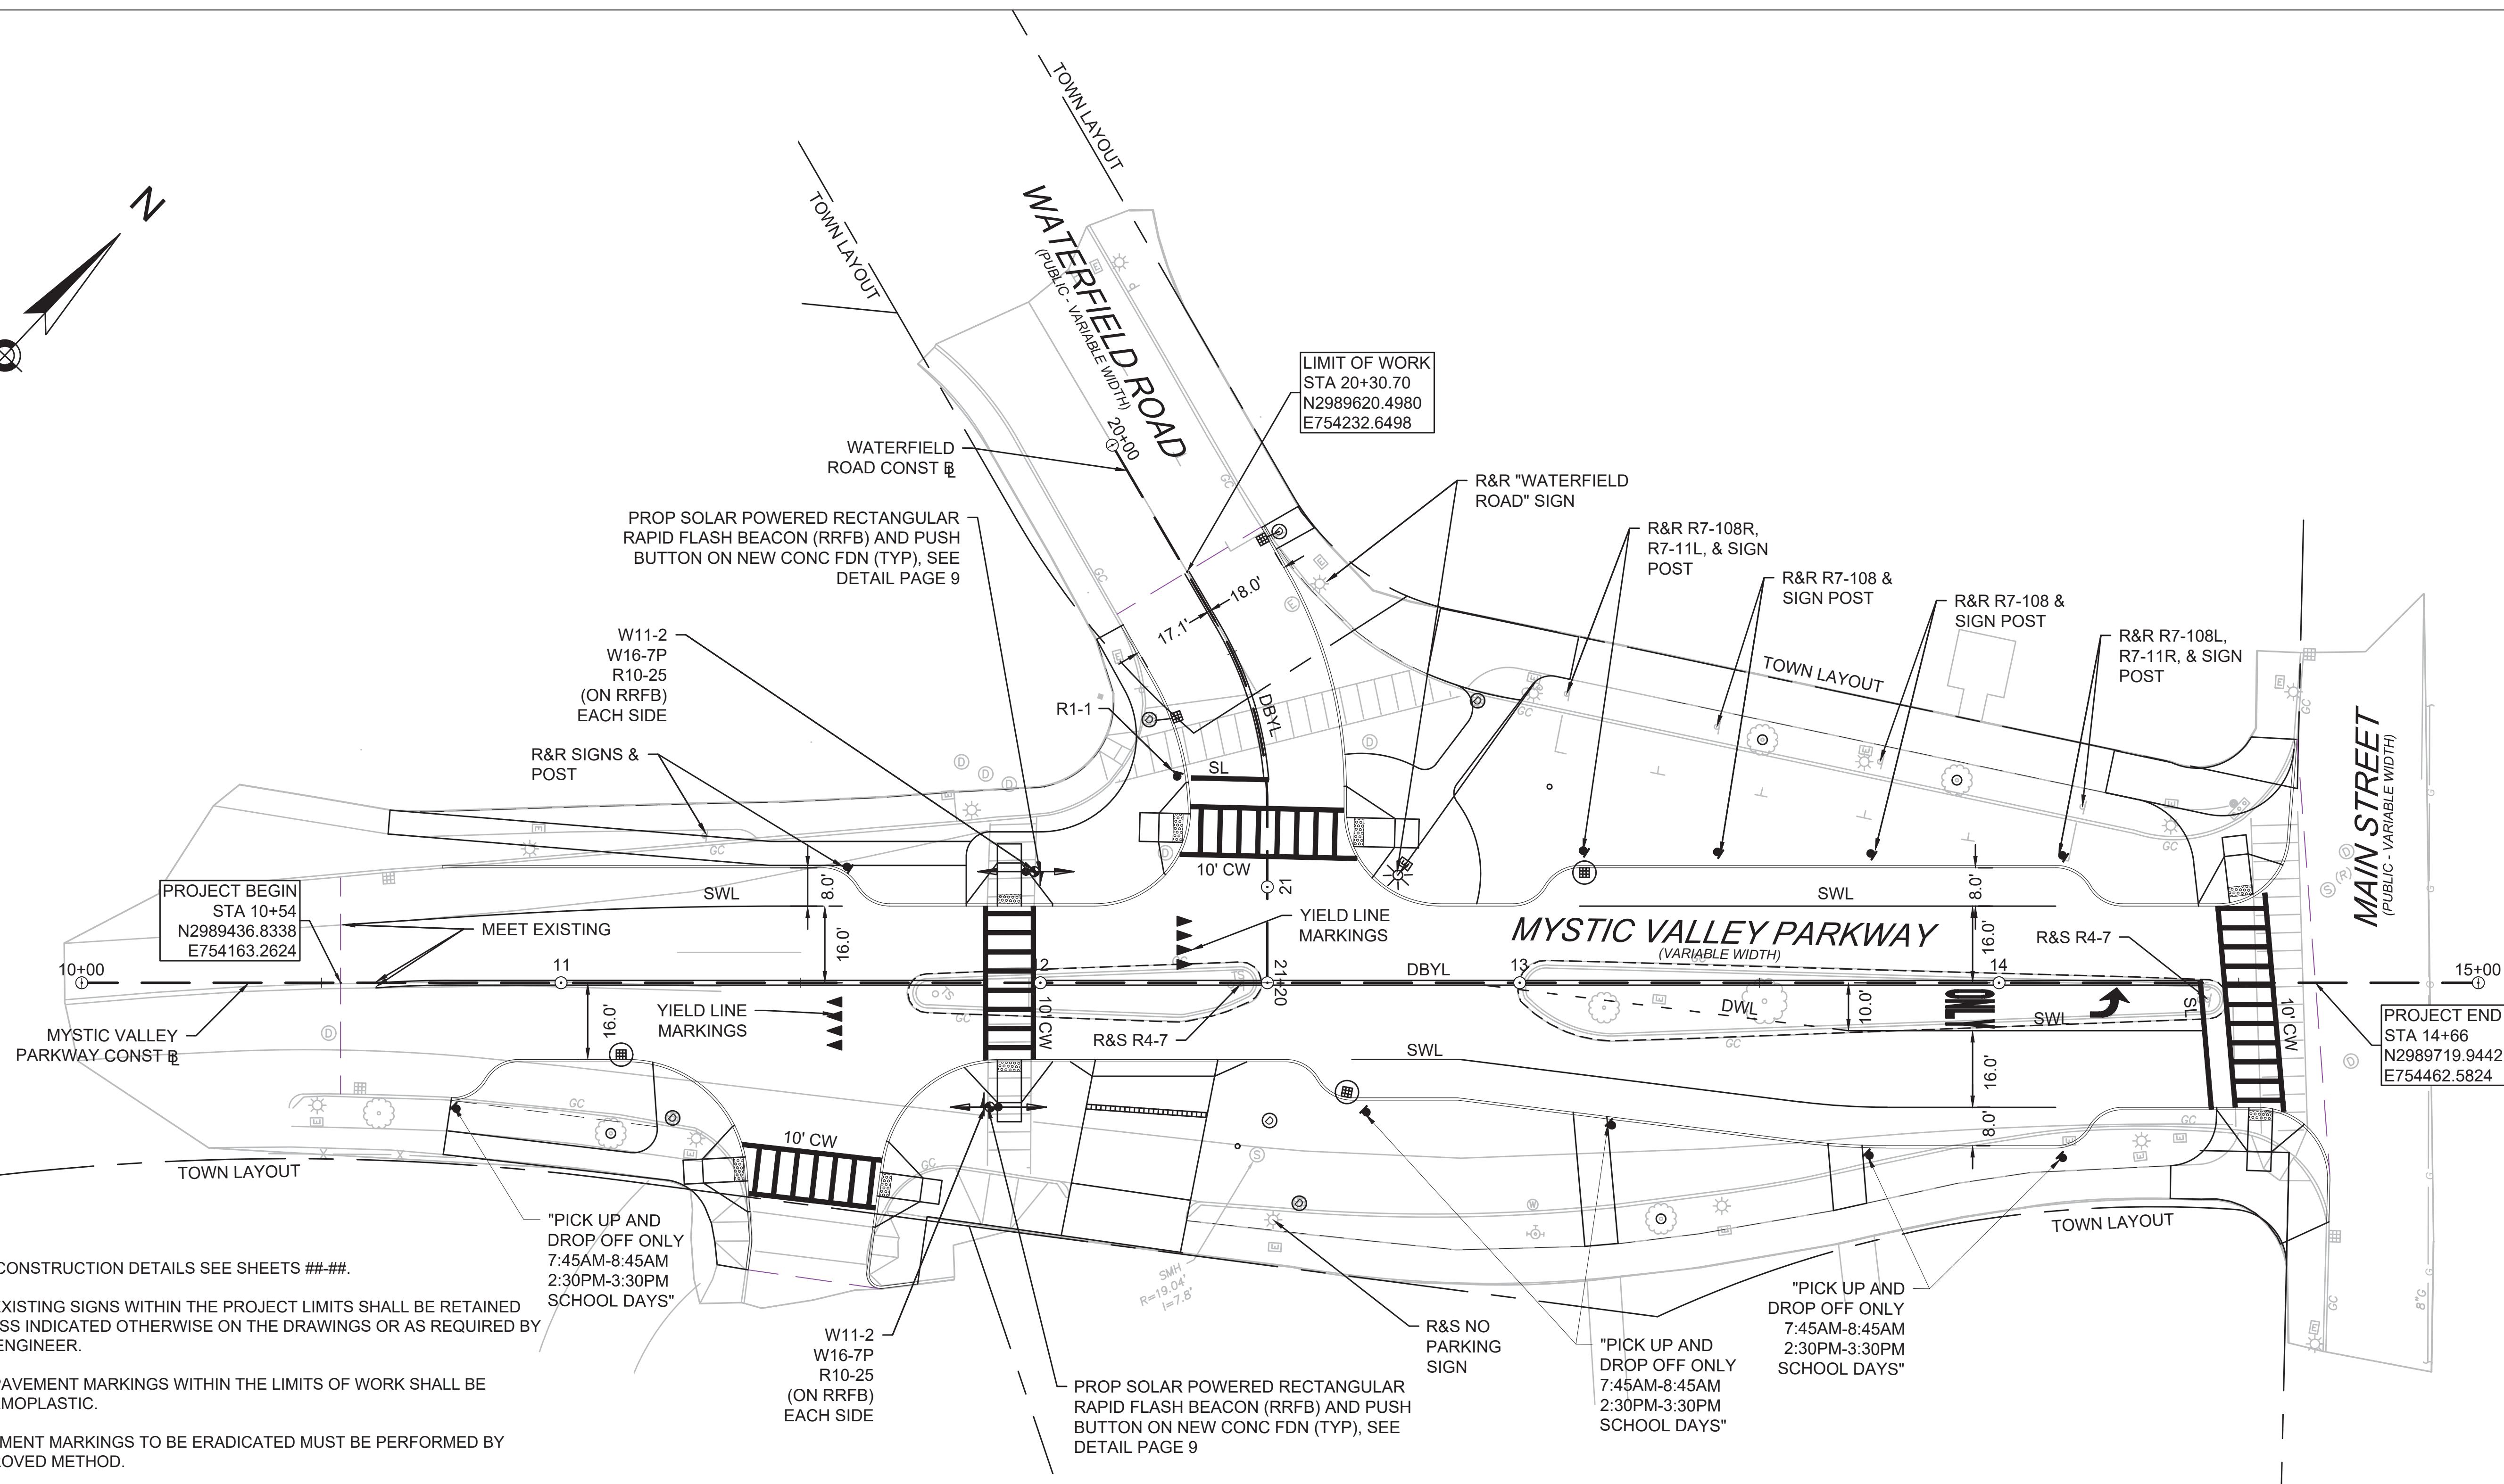 N
TOWN LAYOUT
TOWN LAYOUT
WATERFIELD ROAD
(PUBLIC - VARIABLE WIDTH)
20+00
LIMIT OF WORK
STA 20+30.70
N2989620.4980
E754232.6498
WATERFIELD
ROAD CONST BL
PROP SOLAR POWERED RECTANGULAR
RAPID FLASH BEACON (RRFB) AND PUSH
BUTTON ON NEW CONC FDN (TYP), SEE
DETAIL PAGE 9
R&R "WATERFIELD
ROAD" SIGN
R&R R7-108R,
R7-11L, & SIGN
POST
R&R R7-108 &
SIGN POST
R&R R7-108 &
SIGN POST
R&R R7-108L,
R7-11R, & SIGN
POST
W11-2
W16-7P
R10-25
(ON RRFB)
EACH SIDE
18.0'
17.1'
R1-1
DBYL
TOWN LAYOUT
R&R SIGNS &
POST
SL
MAIN STREET
(PUBLIC - VARIABLE WIDTH)
10' CW
21
PROJECT BEGIN
STA 10+54
N2989436.8338
E754163.2624
8.0'
SWL
16.0'
MEET EXISTING
YIELD LINE
MARKINGS
SWL
8.0'
MYSTIC VALLEY PARKWAY
(VARIABLE WIDTH)
16.0'
R&S R4-7
10+00
11
12
21+20
DBYL
13
14
15+00
MYSTIC VALLEY
PARKWAY CONST BL
16.0'
YIELD LINE
MARKINGS
10' CW
TS
TS
R&S R4-7
DWL
10.0'
ONLY
SWL
SL
10' CW
PROJECT END
STA 14+66
N2989719.9442
E754462.5824
SWL
16.0'
8.0'
10' CW
TOWN LAYOUT
TOWN LAYOUT
"PICK UP AND
DROP OFF ONLY
7:45AM-8:45AM
2:30PM-3:30PM
SCHOOL DAYS"
SMH
R=19.04'
I=7.8'
8"G
W11-2
W16-7P
R10-25
(ON RRFB)
EACH SIDE
PROP SOLAR POWERED RECTANGULAR
RAPID FLASH BEACON (RRFB) AND PUSH
BUTTON ON NEW CONC FDN (TYP), SEE
DETAIL PAGE 9
R&S NO
PARKING
SIGN
"PICK UP AND
DROP OFF ONLY
7:45AM-8:45AM
2:30PM-3:30PM
SCHOOL DAYS"
"PICK UP AND
DROP OFF ONLY
7:45AM-8:45AM
2:30PM-3:30PM
SCHOOL DAYS"
CONSTRUCTION DETAILS SEE SHEETS ##-##.
EXISTING SIGNS WITHIN THE PROJECT LIMITS SHALL BE RETAINED
SS INDICATED OTHERWISE ON THE DRAWINGS OR AS REQUIRED BY
ENGINEER.
PAVEMENT MARKINGS WITHIN THE LIMITS OF WORK SHALL BE
MOPLASTIC.
MENT MARKINGS TO BE ERADICATED MUST BE PERFORMED BY
OVED METHOD.